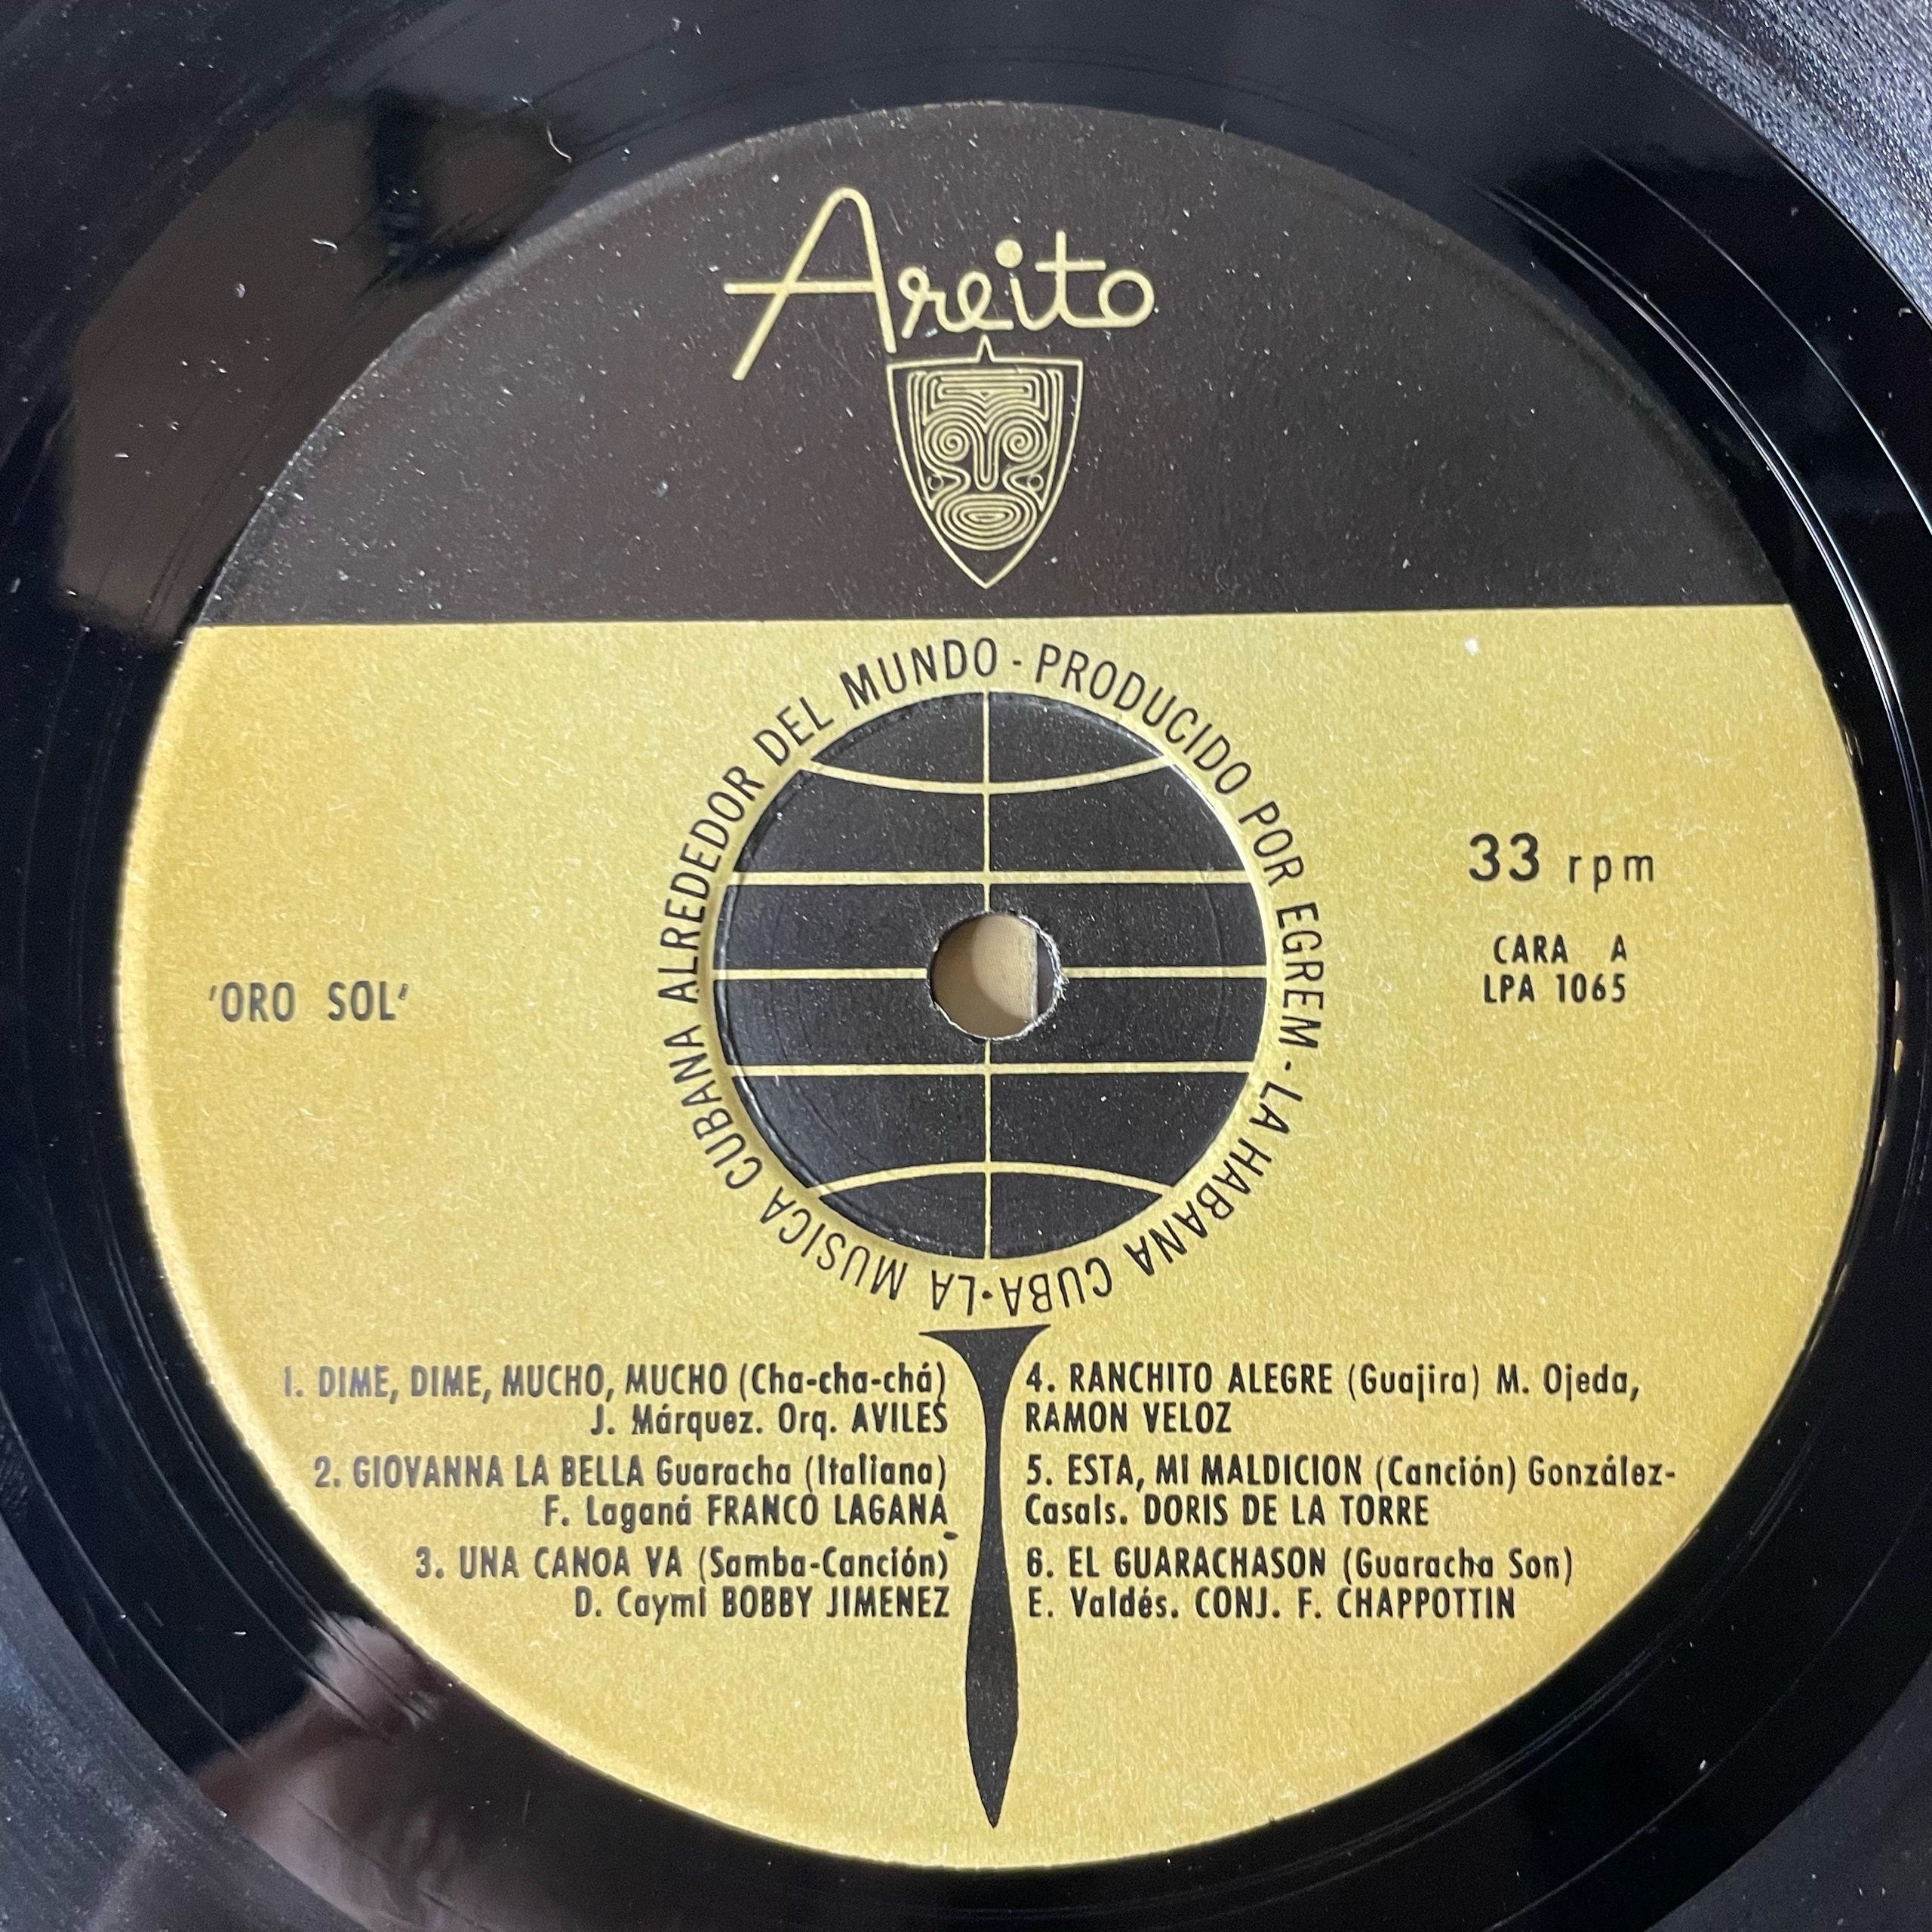 Areito
LA MUSICA CUBANA ALREDEDOR DEL MUNDO - PRODUCIDO POR EGREM - LA HABANA CUBA.
33 rpm
CARA A
LPA 1065
'ORO SOL'
1. DIME, DIME, MUCHO, MUCHO (Cha-cha-chá)
J. Márquez. Orq. AVILES
2. GIOVANNA LA BELLA Guaracha (Italiana)
F. Laganá FRANCO LAGANA
3. UNA CANOA VA (Samba-Canción)
D. Caymi BOBBY JIMENEZ
4. RANCHITO ALEGRE (Guajira) M. Ojeda,
RAMON VELOZ
5. ESTA, MI MALDICION (Canción) González-
Casals. DORIS DE LA TORRE
6. EL GUARACHASON (Guaracha Son)
E. Valdés. CONJ. F. CHAPPOTTIN